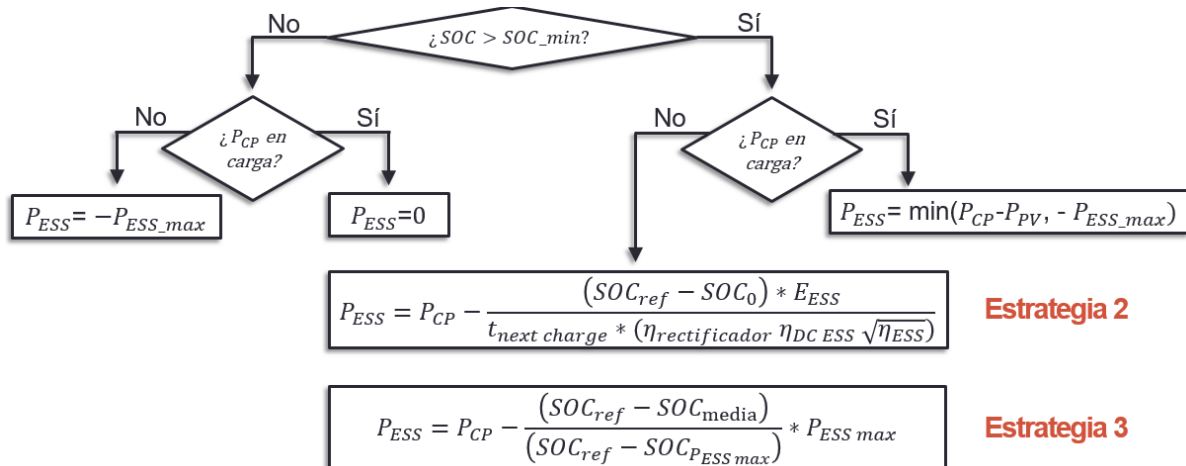 No
¿SOC > SOC_min?
Sí
No
¿P_CP en carga?
Sí
No
¿P_CP en carga?
Sí
P_ESS= −P_ESS_max
P_ESS=0
P_ESS= min(P_CP-P_PV, - P_ESS_max)
P_ESS = P_CP − (SOC_ref − SOC_0) * E_ESS / t_next charge * (η_rectificador η_DC ESS √η_ESS)
Estrategia 2
P_ESS = P_CP − (SOC_ref − SOC_media) / (SOC_ref − SOC_P_ESS max) * P_ESS max
Estrategia 3